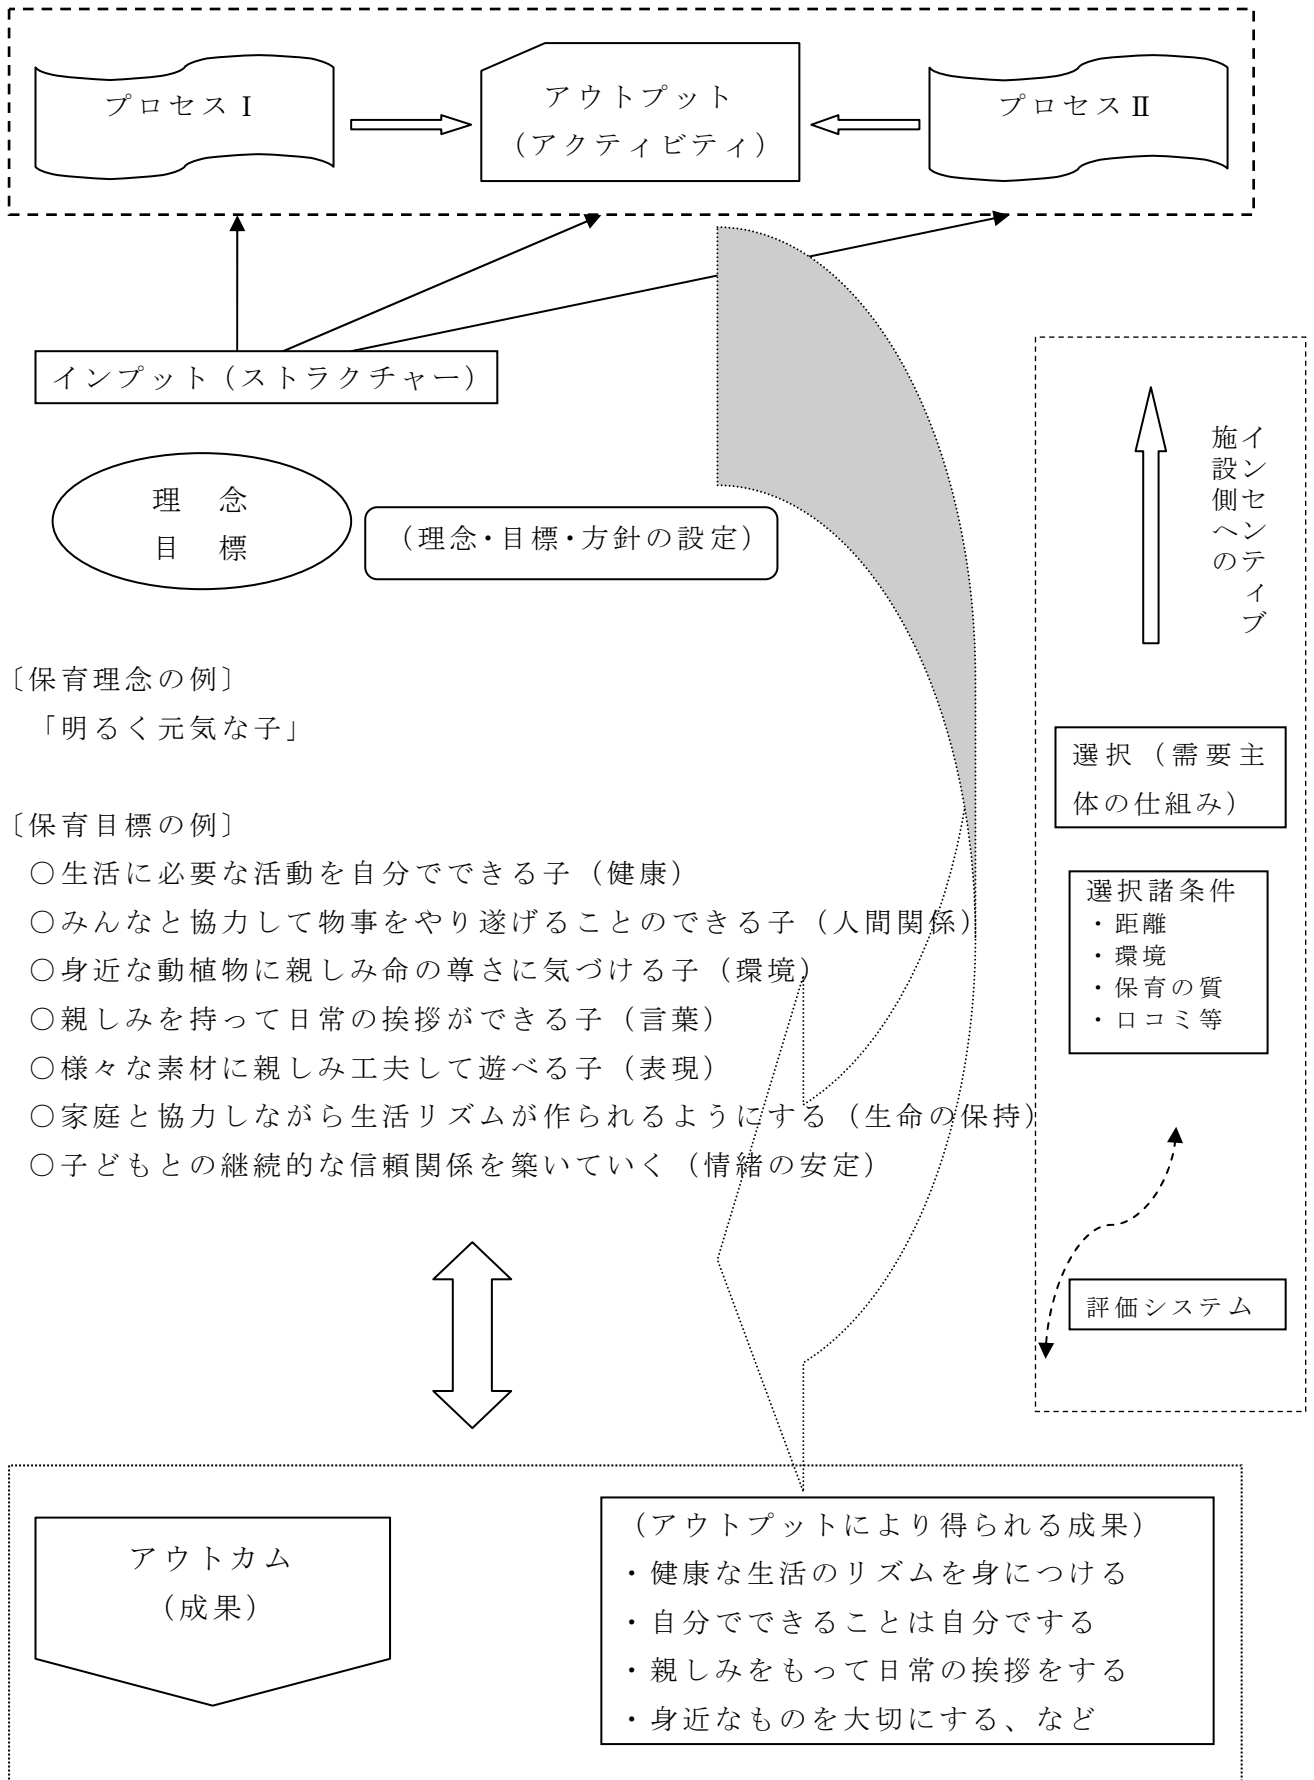 プロセスⅠ
アウトプット
（アクティビティ）
プロセスⅡ
インプット（ストラクチャー）
理　念
目　標
（理念・目標・方針の設定）
施設側への
インセンティブ
〔保育理念の例〕
「明るく元気な子」
〔保育目標の例〕
○生活に必要な活動を自分でできる子（健康）
○みんなと協力して物事をやり遂げることのできる子（人間関係）
○身近な動植物に親しみ命の尊さに気づける子（環境）
○親しみを持って日常の挨拶ができる子（言葉）
○様々な素材に親しみ工夫して遊べる子（表現）
○家庭と協力しながら生活リズムが作られるようにする（生命の保持）
○子どもとの継続的な信頼関係を築いていく（情緒の安定）
選択（需要主
体の仕組み）
選択諸条件
・距離
・環境
・保育の質
・口コミ等
評価システム
アウトカム
（成果）
（アウトプットにより得られる成果）
・健康な生活のリズムを身につける
・自分でできることは自分でする
・親しみをもって日常の挨拶をする
・身近なものを大切にする、など